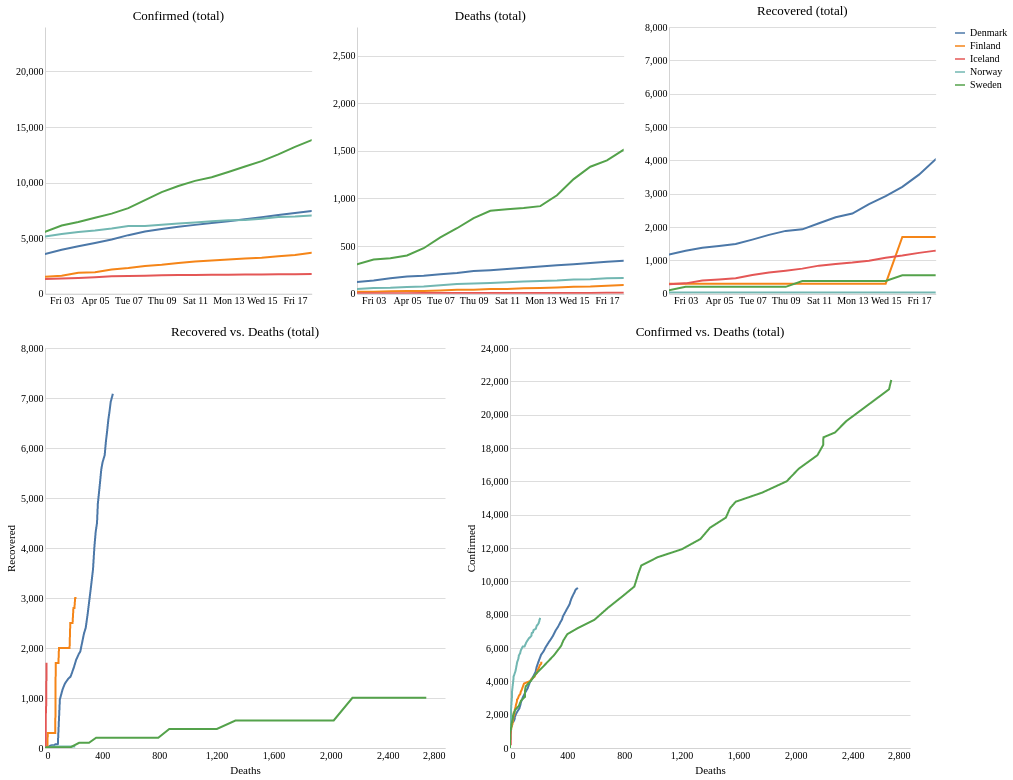 Confirmed (total)
20,000
15,000
10,000
5,000
0
Fri 03 Apr 05 Tue 07 Thu 09 Sat 11 Mon 13 Wed 15 Fri 17
Deaths (total)
2,500
2,000
1,500
1,000
500
0
Fri 03 Apr 05 Tue 07 Thu 09 Sat 11 Mon 13 Wed 15 Fri 17
Recovered (total)
8,000
7,000
6,000
5,000
4,000
3,000
2,000
1,000
0
Fri 03 Apr 05 Tue 07 Thu 09 Sat 11 Mon 13 Wed 15 Fri 17
Denmark
Finland
Iceland
Norway
Sweden
Recovered vs. Deaths (total)
8,000
7,000
6,000
5,000
4,000
3,000
2,000
1,000
0
Recovered
0 400 800 1,200 1,600 2,000 2,400 2,800
Deaths
Confirmed vs. Deaths (total)
24,000
22,000
20,000
18,000
16,000
14,000
12,000
10,000
8,000
6,000
4,000
2,000
0
Confirmed
0 400 800 1,200 1,600 2,000 2,400 2,800
Deaths